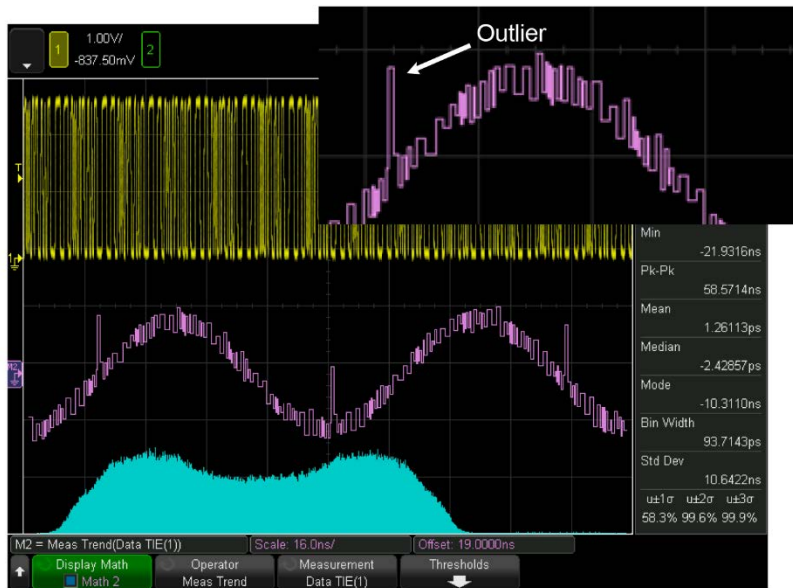 1
1.00V/
-837.50mV
2
Outlier
T
1
M2
Min
-21.9316ns
Pk-Pk
58.5714ns
Mean
1.26113ps
Median
-2.42857ps
Mode
-10.3110ns
Bin Width
93.7143ps
Std Dev
10.6422ns
u±1σ u±2σ u±3σ
58.3% 99.6% 99.9%
M2 = Meas Trend(Data TIE(1)) Scale: 16.0ns/ Offset: 19.0000ns
Display Math Operator Measurement Thresholds
Math 2 Meas Trend Data TIE(1)